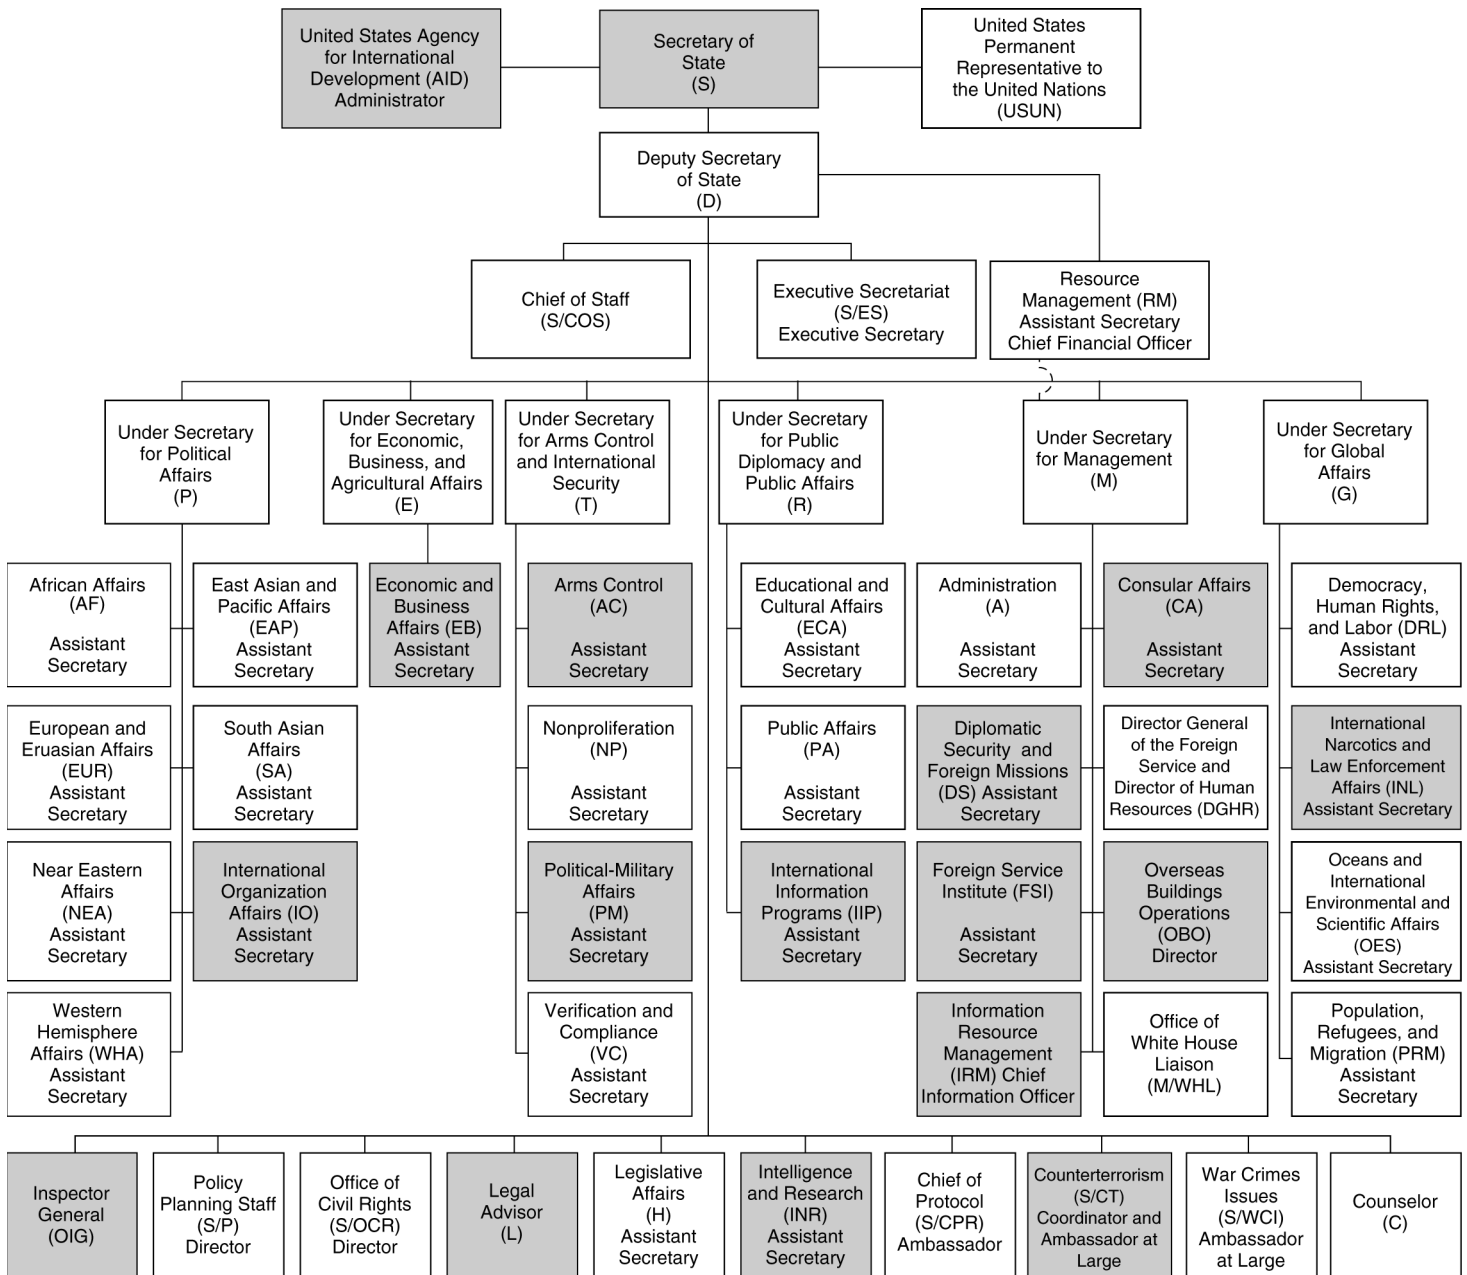 United States Agency
for International
Development (AID)
Administrator
Secretary of
State
(S)
United States
Permanent
Representative to
the United Nations
(USUN)
Deputy Secretary
of State
(D)
Chief of Staff
(S/COS)
Executive Secretariat
(S/ES)
Executive Secretary
Resource
Management (RM)
Assistant Secretary
Chief Financial Officer
Under Secretary
for Political
Affairs
(P)
Under Secretary
for Economic,
Business, and
Agricultural Affairs
(E)
Under Secretary
for Arms Control
and International
Security
(T)
Under Secretary
for Public
Diplomacy and
Public Affairs
(R)
Under Secretary
for Management
(M)
Under Secretary
for Global
Affairs
(G)
African Affairs
(AF)
Assistant
Secretary
East Asian and
Pacific Affairs
(EAP)
Assistant
Secretary
Economic and
Business
Affairs (EB)
Assistant
Secretary
Arms Control
(AC)
Assistant
Secretary
Educational and
Cultural Affairs
(ECA)
Assistant
Secretary
Administration
(A)
Assistant
Secretary
Consular Affairs
(CA)
Assistant
Secretary
Democracy,
Human Rights,
and Labor (DRL)
Assistant
Secretary
European and
Eruasian Affairs
(EUR)
Assistant
Secretary
South Asian
Affairs
(SA)
Assistant
Secretary
Nonproliferation
(NP)
Assistant
Secretary
Public Affairs
(PA)
Assistant
Secretary
Diplomatic
Security and
Foreign Missions
(DS) Assistant
Secretary
Director General
of the Foreign
Service and
Director of Human
Resources (DGHR)
International
Narcotics and
Law Enforcement
Affairs (INL)
Assistant Secretary
Near Eastern
Affairs
(NEA)
Assistant
Secretary
International
Organization
Affairs (IO)
Assistant
Secretary
Political-Military
Affairs
(PM)
Assistant
Secretary
International
Information
Programs (IIP)
Assistant
Secretary
Foreign Service
Institute (FSI)
Assistant
Secretary
Overseas
Buildings
Operations
(OBO)
Director
Oceans and
International
Environmental and
Scientific Affairs
(OES)
Assistant Secretary
Western
Hemisphere
Affairs (WHA)
Assistant
Secretary
Verification and
Compliance
(VC)
Assistant
Secretary
Information
Resource
Management
(IRM) Chief
Information Officer
Office of
White House
Liaison
(M/WHL)
Population,
Refugees, and
Migration (PRM)
Assistant
Secretary
Inspector
General
(OIG)
Policy
Planning Staff
(S/P)
Director
Office of
Civil Rights
(S/OCR)
Director
Legal
Advisor
(L)
Legislative
Affairs
(H)
Assistant
Secretary
Intelligence
and Research
(INR)
Assistant
Secretary
Chief of
Protocol
(S/CPR)
Ambassador
Counterterrorism
(S/CT)
Coordinator and
Ambassador at
Large
War Crimes
Issues
(S/WCI)
Ambassador
at Large
Counselor
(C)